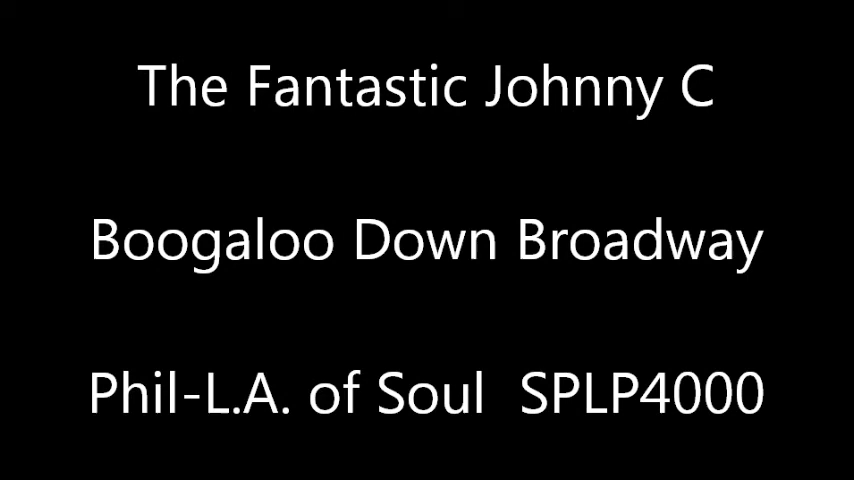 The Fantastic Johnny C
Boogaloo Down Broadway
Phil-L.A. of Soul  SPLP4000